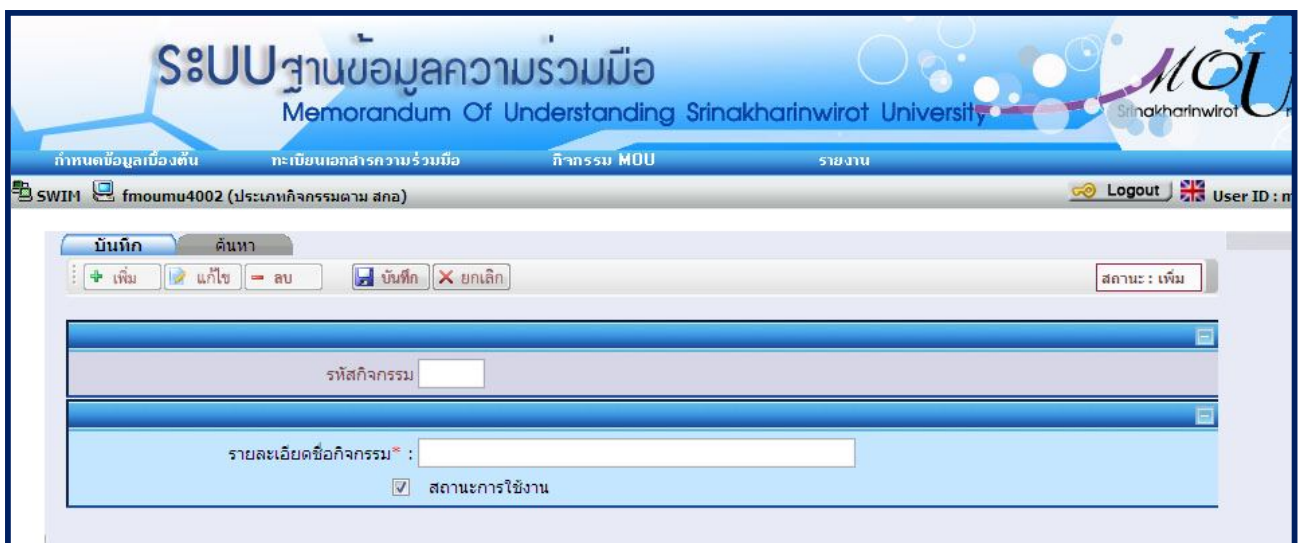 ระบบฐานข้อมูลความร่วมมือ
Memorandum Of Understanding Srinakharinwirot University
MOU
Srinakharinwirot
กำหนดข้อมูลเบื้องต้น ทะเบียนเอกสารความร่วมมือ กิจกรรม MOU รายงาน
SWIM fmoumu4002 (ประเภทกิจกรรมตาม สกอ) Logout User ID :
บันทึก ค้นหา
เพิ่ม แก้ไข ลบ บันทึก ยกเลิก สถานะ : เพิ่ม
รหัสกิจกรรม
รายละเอียดชื่อกิจกรรม* :
สถานะการใช้งาน